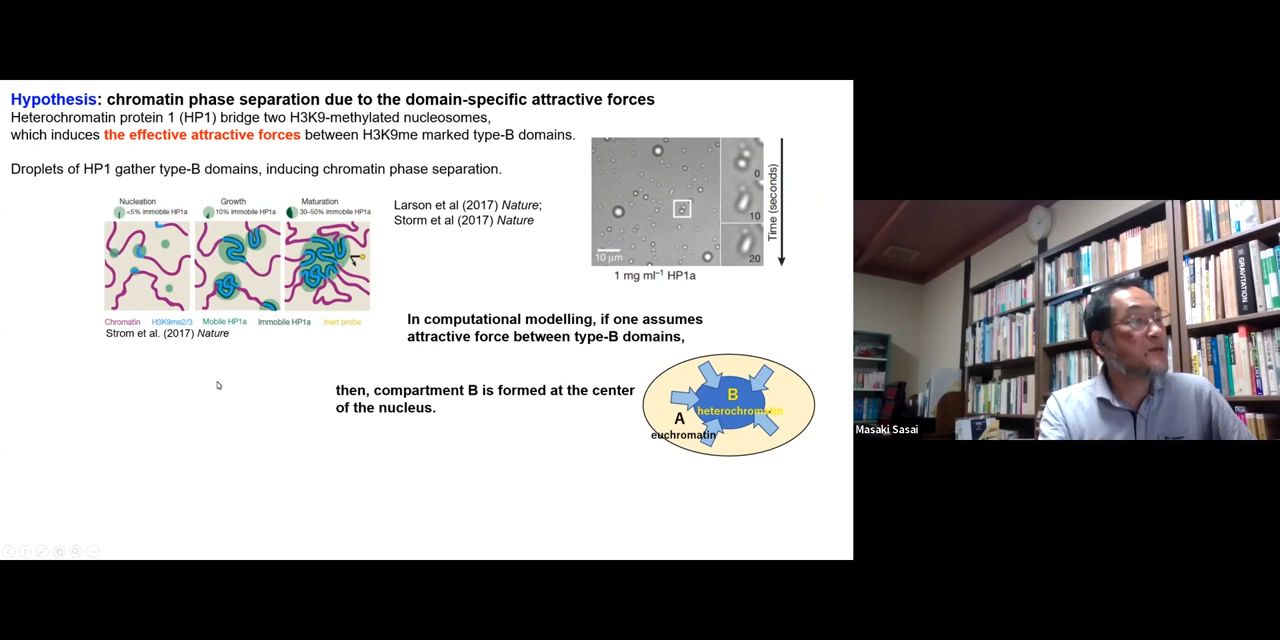 Hypothesis: chromatin phase separation due to the domain-specific attractive forces
Heterochromatin protein 1 (HP1) bridge two H3K9-methylated nucleosomes,
which induces the effective attractive forces between H3K9me marked type-B domains.
Droplets of HP1 gather type-B domains, inducing chromatin phase separation.
Nucleation
<5% immobile HP1a
Growth
10% immobile HP1A
Maturation
30-50% immobile HP1a
Chromatin
H3K9me2/3
Mobile HP1a
Immobile HP1a
Inert probe
Strom et al. (2017) Nature
Larson et al (2017) Nature;
Storm et al (2017) Nature
10 μm
0
10
20
Time (seconds)
1 mg ml⁻¹ HP1a
In computational modelling, if one assumes
attractive force between type-B domains,
then, compartment B is formed at the center
of the nucleus.
B
heterochromatin
A
euchromatin
GRAVITATION
Masaki Sasai